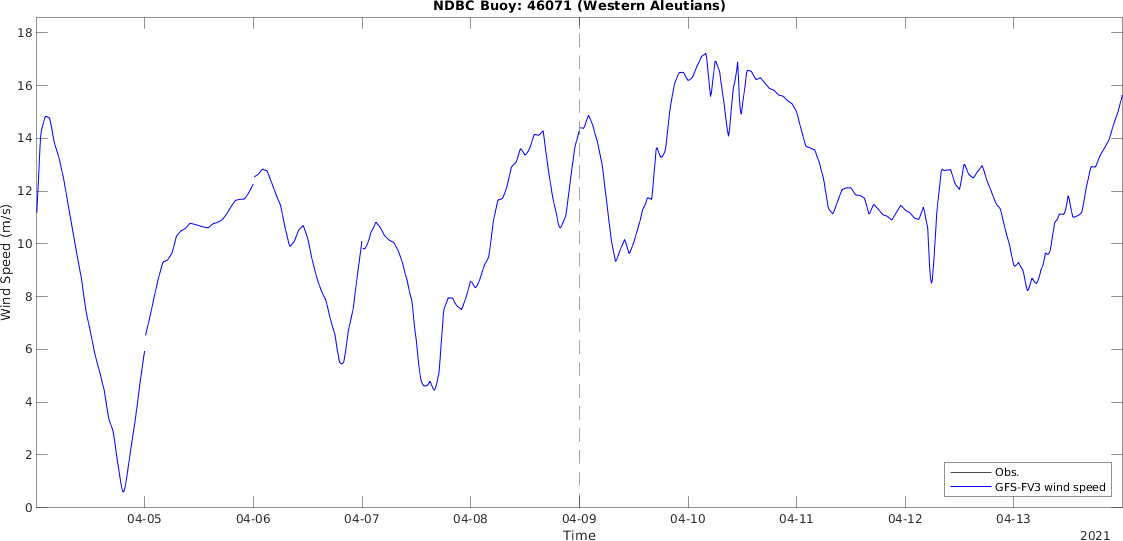 NDBC Buoy: 46071 (Western Aleutians)
18
16
14
12
10
8
6
4
2
0
Wind Speed (m/s)
04-05 04-06 04-07 04-08 04-09 04-10 04-11 04-12 04-13
Time
2021
Obs.
GFS-FV3 wind speed